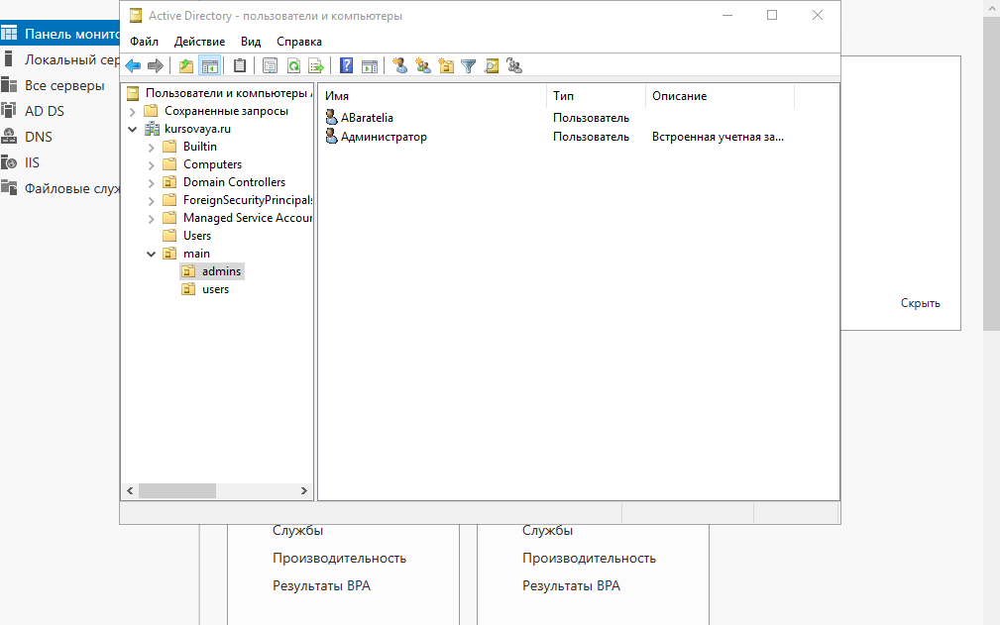 Active Directory - пользователи и компьютеры
Файл Действие Вид Справка
Панель монито
Локальный сер
Все серверы
AD DS
DNS
IIS
Файловые служ
Пользователи и компьютеры
Сохраненные запросы
kursovaya.ru
Builtin
Computers
Domain Controllers
ForeignSecurityPrincipals
Managed Service Accour
Users
main
admins
users
Имя Тип Описание
ABaratelia Пользователь
Администратор Пользователь Встроенная учетная за...
Скрыть
Службы
Производительность
Результаты BPA
Службы
Производительность
Результаты BPA